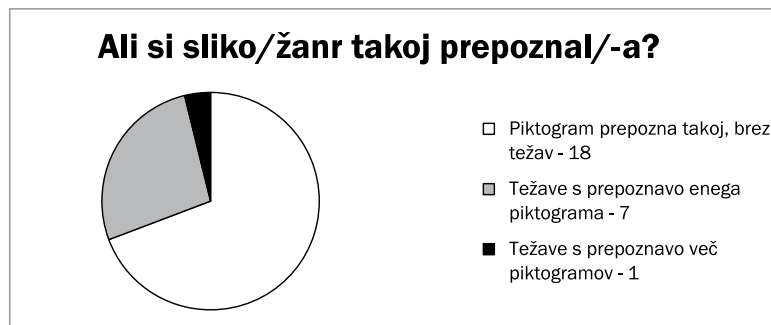 Ali si sliko/žanr takoj prepoznal/-a?
Piktogram prepozna takoj, brez
težav - 18
Težave s prepoznavo enega
piktograma - 7
Težave s prepoznavo več
piktogramov - 1